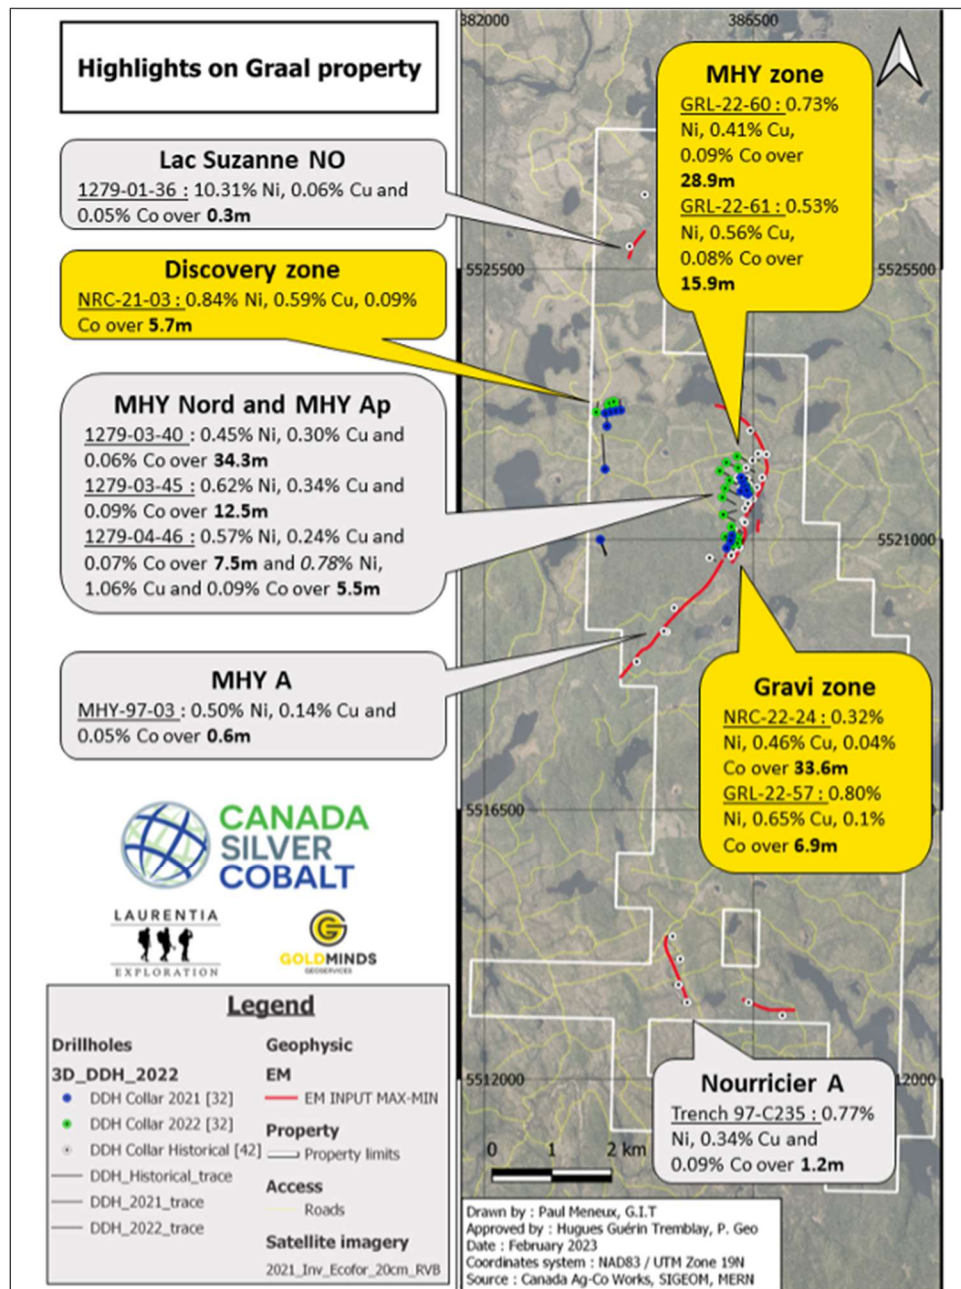 Highlights on Graal property
382000
386500
MHY zone
GRL-22-60 : 0.73%
Ni, 0.41% Cu,
0.09% Co over
28.9m
GRL-22-61 : 0.53%
Ni, 0.56% Cu,
0.08% Co over
15.9m
Lac Suzanne NO
1279-01-36 : 10.31% Ni, 0.06% Cu and
0.05% Co over 0.3m
5525500
5525500
Discovery zone
NRC-21-03 : 0.84% Ni, 0.59% Cu, 0.09%
Co over 5.7m
MHY Nord and MHY Ap
1279-03-40 : 0.45% Ni, 0.30% Cu and
0.06% Co over 34.3m
1279-03-45 : 0.62% Ni, 0.34% Cu and
0.09% Co over 12.5m
1279-04-46 : 0.57% Ni, 0.24% Cu and
0.07% Co over 7.5m and 0.78% Ni,
1.06% Cu and 0.09% Co over 5.5m
5521000
5521000
MHY A
MHY-97-03 : 0.50% Ni, 0.14% Cu and
0.05% Co over 0.6m
Gravi zone
NRC-22-24 : 0.32%
Ni, 0.46% Cu, 0.04%
Co over 33.6m
GRL-22-57 : 0.80%
Ni, 0.65% Cu, 0.1%
Co over 6.9m
5516500
5516500
CANADA
SILVER
COBALT
LAURENTIA
EXPLORATION
GOLDMINDS
GEOSERVICES
Legend
Drillholes
3D_DDH_2022
DDH Collar 2021 [32]
DDH Collar 2022 [32]
DDH Collar Historical [42]
DDH_Historical_trace
DDH_2021_trace
DDH_2022_trace
Geophysic
EM
EM INPUT MAX-MIN
Property
Property limits
Access
Roads
Satellite imagery
2021_Inv_Ecofor_20cm_RVB
5512000
2000
Nourricier A
Trench 97-C235 : 0.77%
Ni, 0.34% Cu and
0.09% Co over 1.2m
0 1 2 km
Drawn by : Paul Meneux, G.I.T
Approved by : Hugues Guérin Tremblay, P. Geo
Date : February 2023
Coordinates system : NAD83 / UTM Zone 19N
Source : Canada Ag-Co Works, SIGEOM, MERN